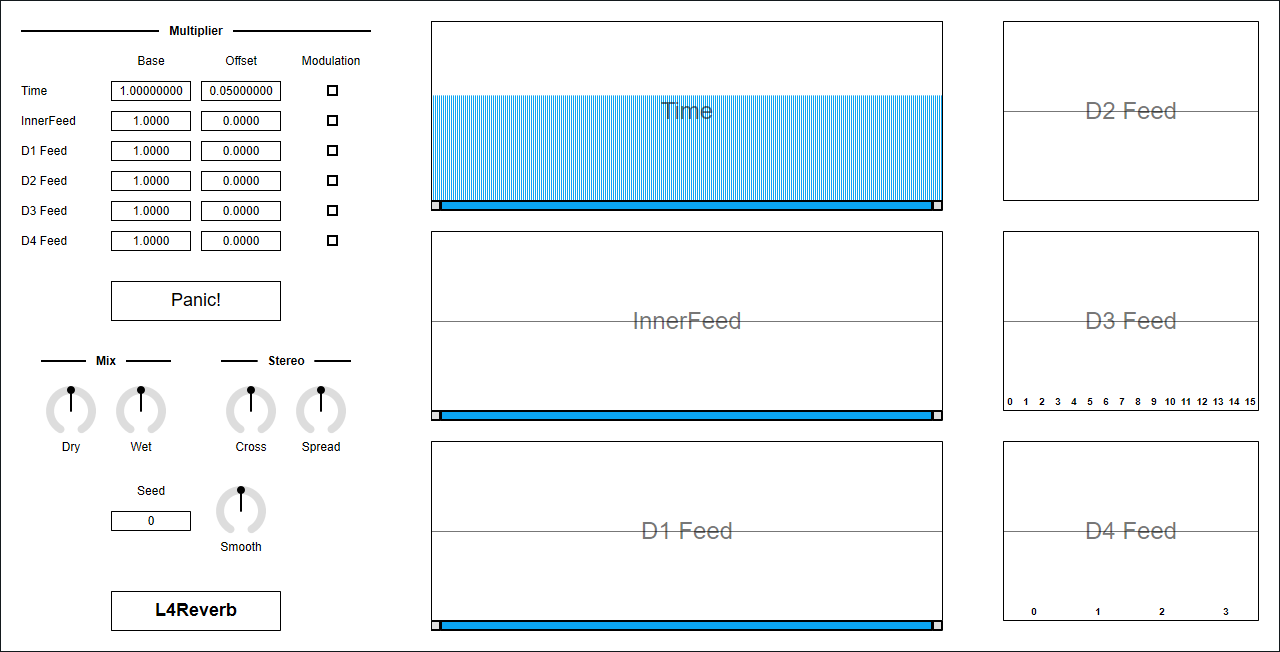 Multiplier
Base Offset Modulation
Time 1.00000000 0.05000000
InnerFeed 1.0000 0.0000
D1 Feed 1.0000 0.0000
D2 Feed 1.0000 0.0000
D3 Feed 1.0000 0.0000
D4 Feed 1.0000 0.0000
Panic!
Mix Stereo
Dry Wet Cross Spread
Seed
0
Smooth
L4Reverb
Time
InnerFeed
D1 Feed
D2 Feed
D3 Feed
0 1 2 3 4 5 6 7 8 9 10 11 12 13 14 15
D4 Feed
0 1 2 3